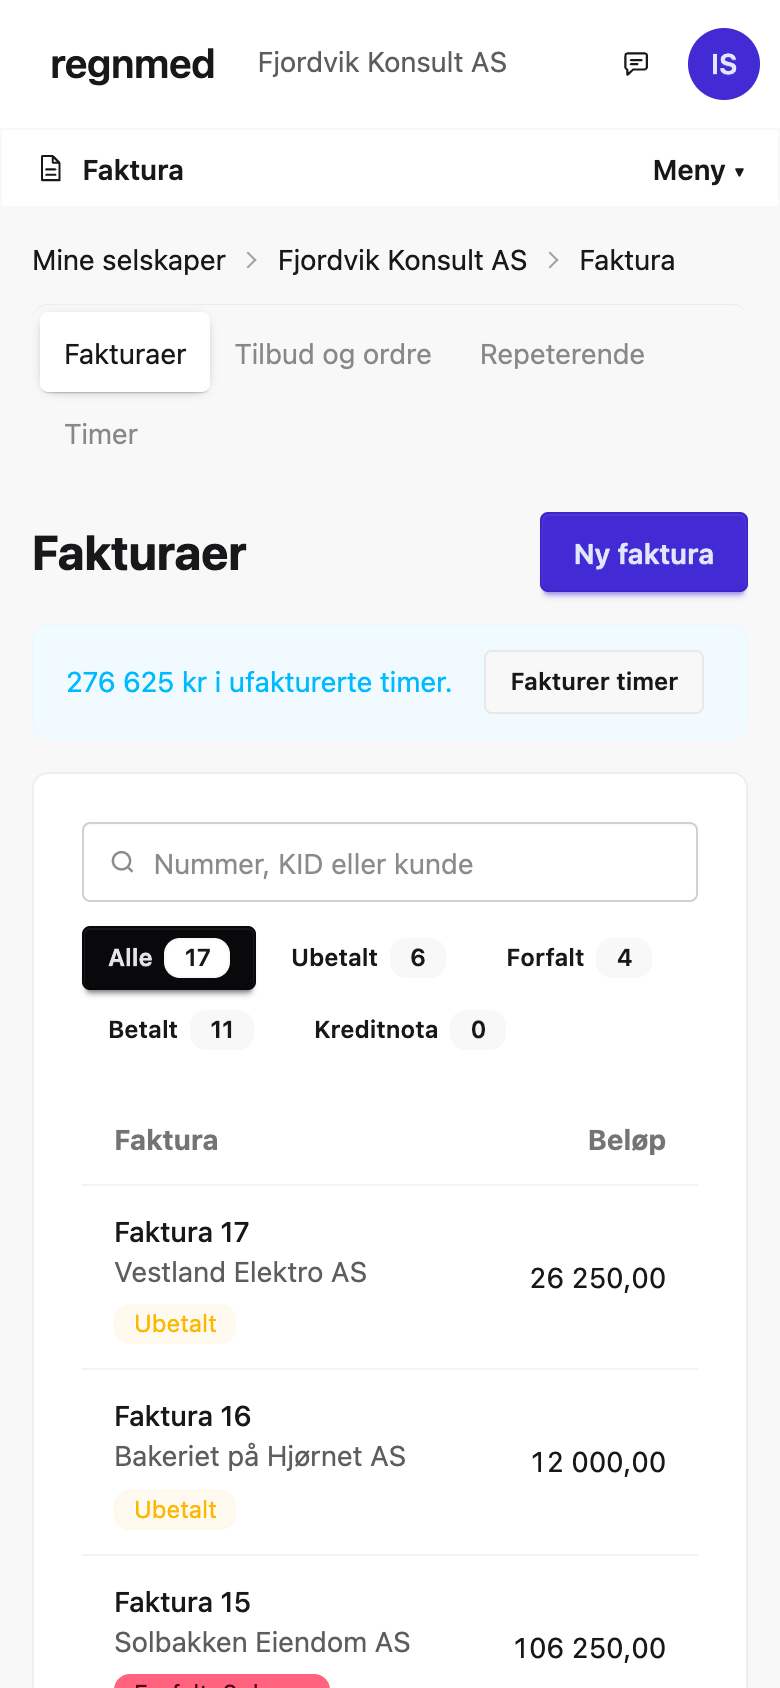 regnmed Fjordvik Konsult AS IS
Faktura Meny ▾
Mine selskaper > Fjordvik Konsult AS > Faktura
Fakturaer Tilbud og ordre Repeterende
Timer
Fakturaer Ny faktura
276 625 kr i ufakturerte timer. Fakturer timer
Nummer, KID eller kunde
Alle 17 Ubetalt 6 Forfalt 4
Betalt 11 Kreditnota 0
Faktura Beløp
Faktura 17
Vestland Elektro AS 26 250,00
Ubetalt
Faktura 16
Bakeriet på Hjørnet AS 12 000,00
Ubetalt
Faktura 15
Solbakken Eiendom AS 106 250,00